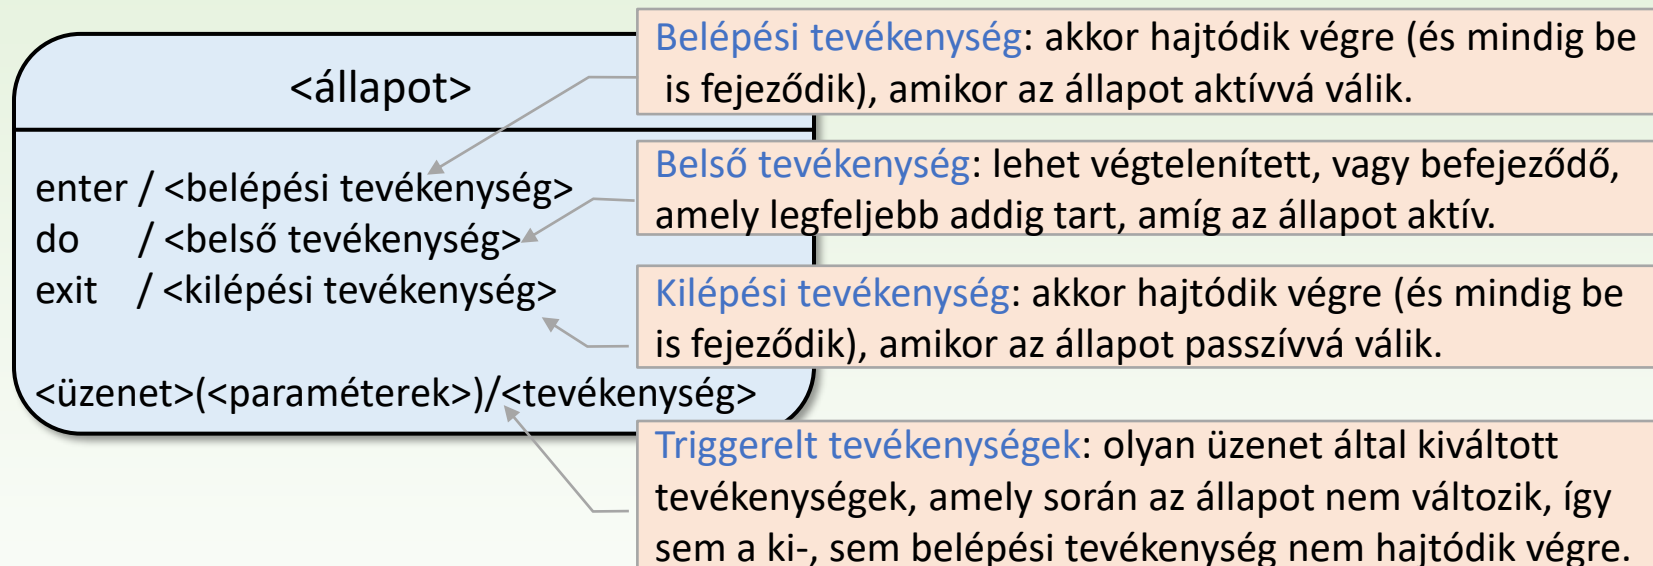 <állapot>
enter / <belépési tevékenység>
do / <belső tevékenység>
exit / <kilépési tevékenység>
<üzenet>(<paraméterek>)/<tevékenység>
Belépési tevékenység: akkor hajtódik végre (és mindig be
is fejeződik), amikor az állapot aktívvá válik.
Belső tevékenység: lehet végtelenített, vagy befejeződő,
amely legfeljebb addig tart, amíg az állapot aktív.
Kilépési tevékenység: akkor hajtódik végre (és mindig be
is fejeződik), amikor az állapot passzívvá válik.
Triggerelt tevékenységek: olyan üzenet által kiváltott
tevékenységek, amely során az állapot nem változik, így
sem a ki-, sem belépési tevékenység nem hajtódik végre.